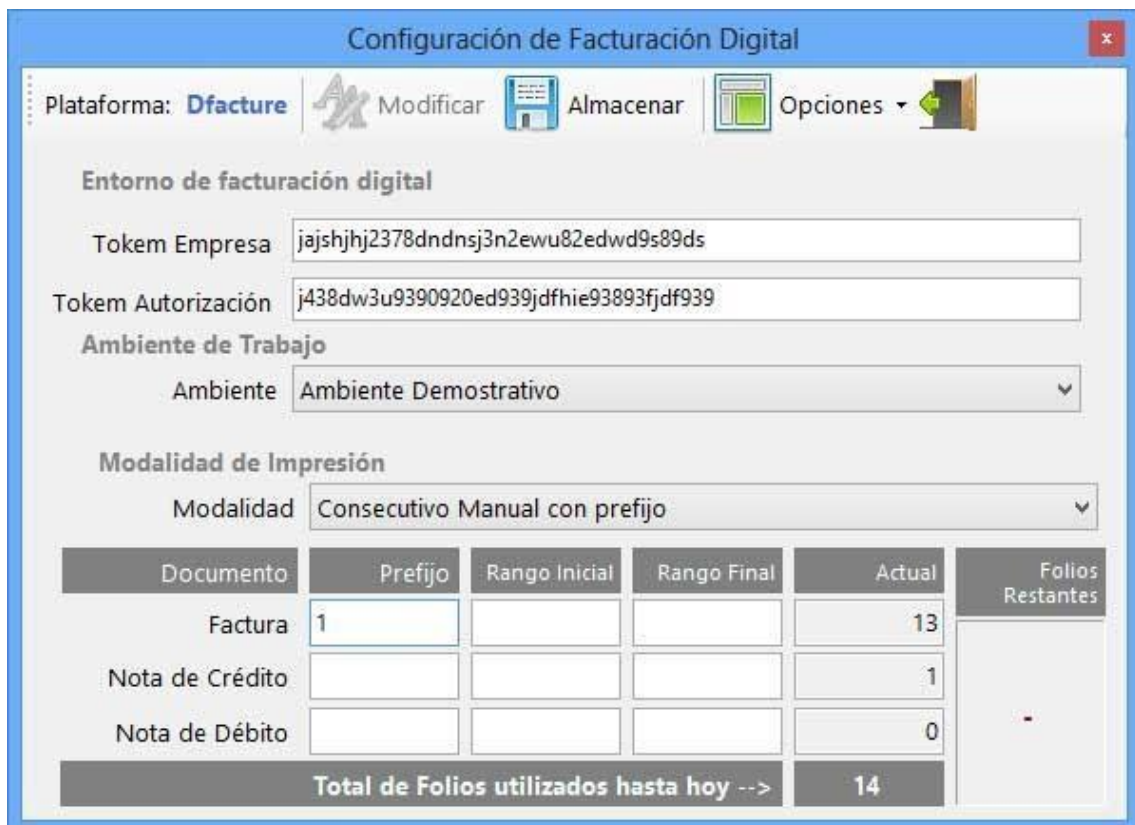 Configuración de Facturación Digital
x
Plataforma: Dfacture Modificar Almacenar Opciones
Entorno de facturación digital
Tokem Empresa jajshjhj2378dndnsj3n2ewu82edwd9s89ds
Tokem Autorización j438dw3u9390920ed939jdfhie93893fjdf939
Ambiente de Trabajo
Ambiente Ambiente Demostrativo
Modalidad de Impresión
Modalidad Consecutivo Manual con prefijo
Documento Prefijo Rango Inicial Rango Final Actual Folios
Restantes
Factura 1 13
Nota de Crédito 1
-
Nota de Débito 0
Total de Folios utilizados hasta hoy --> 14